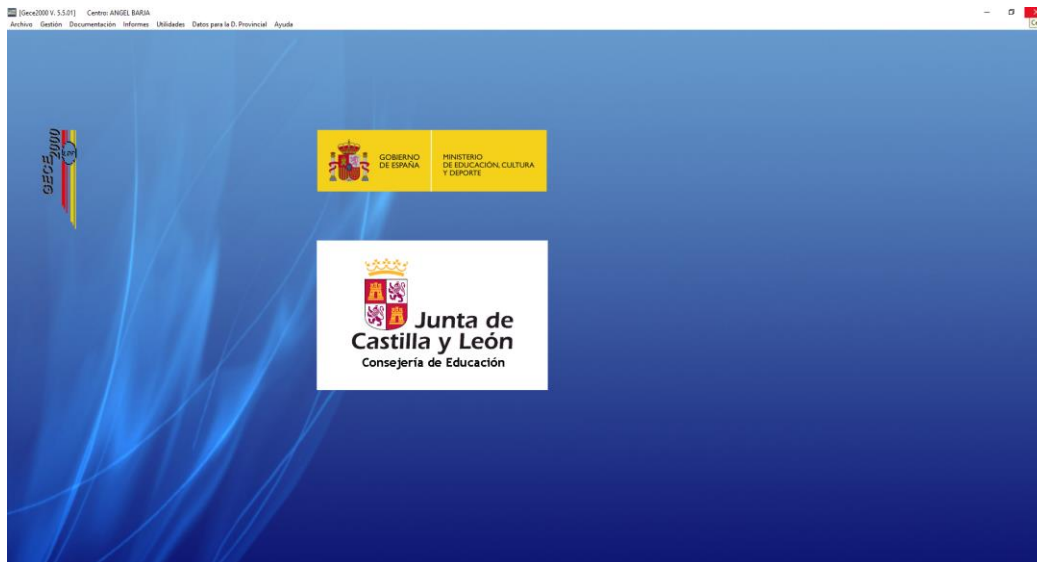 [Gece2000 V. 5.5.01] Centro: ANGEL BARJA
Archivo Gestión Documentación Informes Utilidades Datos para la D. Provincial Ayuda
GECE2000
GOBIERNO
DE ESPAÑA
MINISTERIO
DE EDUCACIÓN, CULTURA
Y DEPORTE
Junta de
Castilla y León
Consejería de Educación